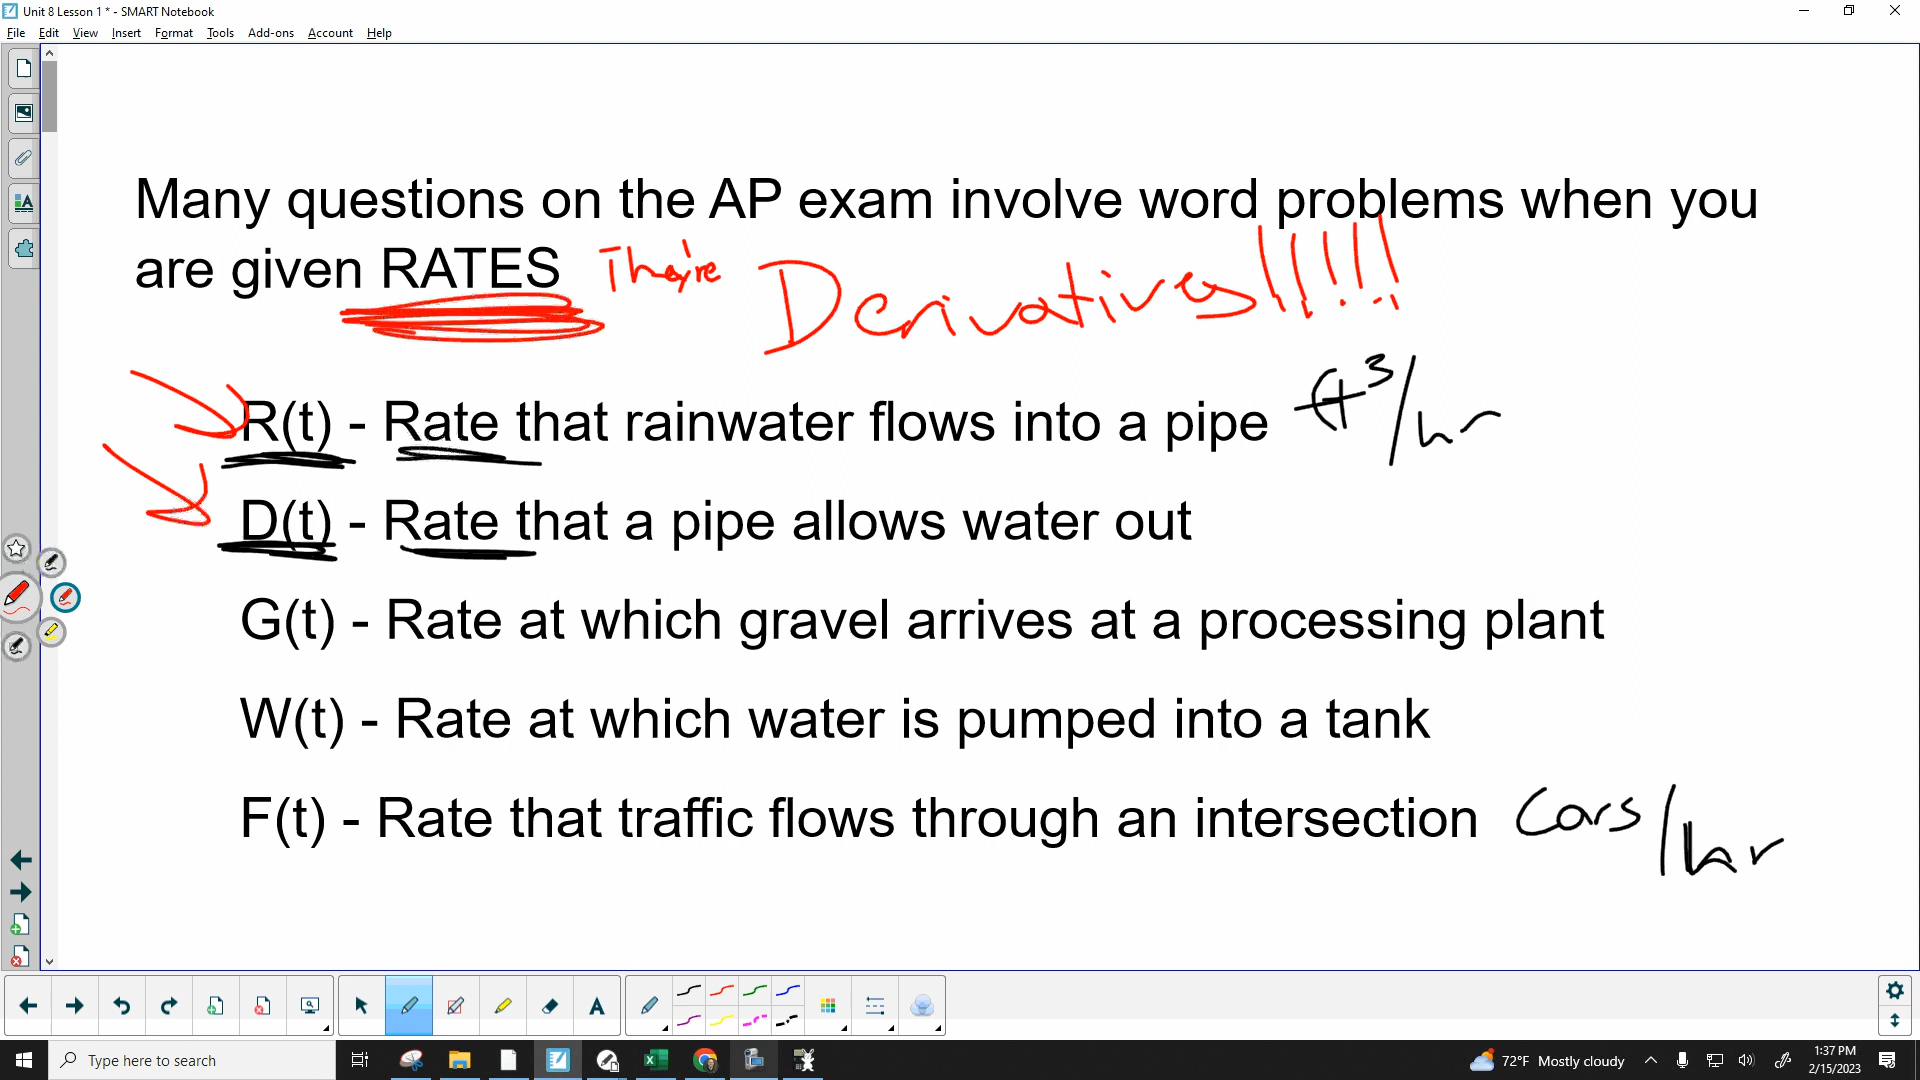 Unit 8 Lesson 1 * - SMART Notebook
File Edit View Insert Format Tools Add-ons Account Help
Many questions on the AP exam involve word problems when you
are given RATES They're Derivatives!!!!!
R(t) - Rate that rainwater flows into a pipe ft³/hr
D(t) - Rate that a pipe allows water out
G(t) - Rate at which gravel arrives at a processing plant
W(t) - Rate at which water is pumped into a tank
F(t) - Rate that traffic flows through an intersection Cars/hr
Type here to search
72°F Mostly cloudy
1:37 PM
2/15/2023